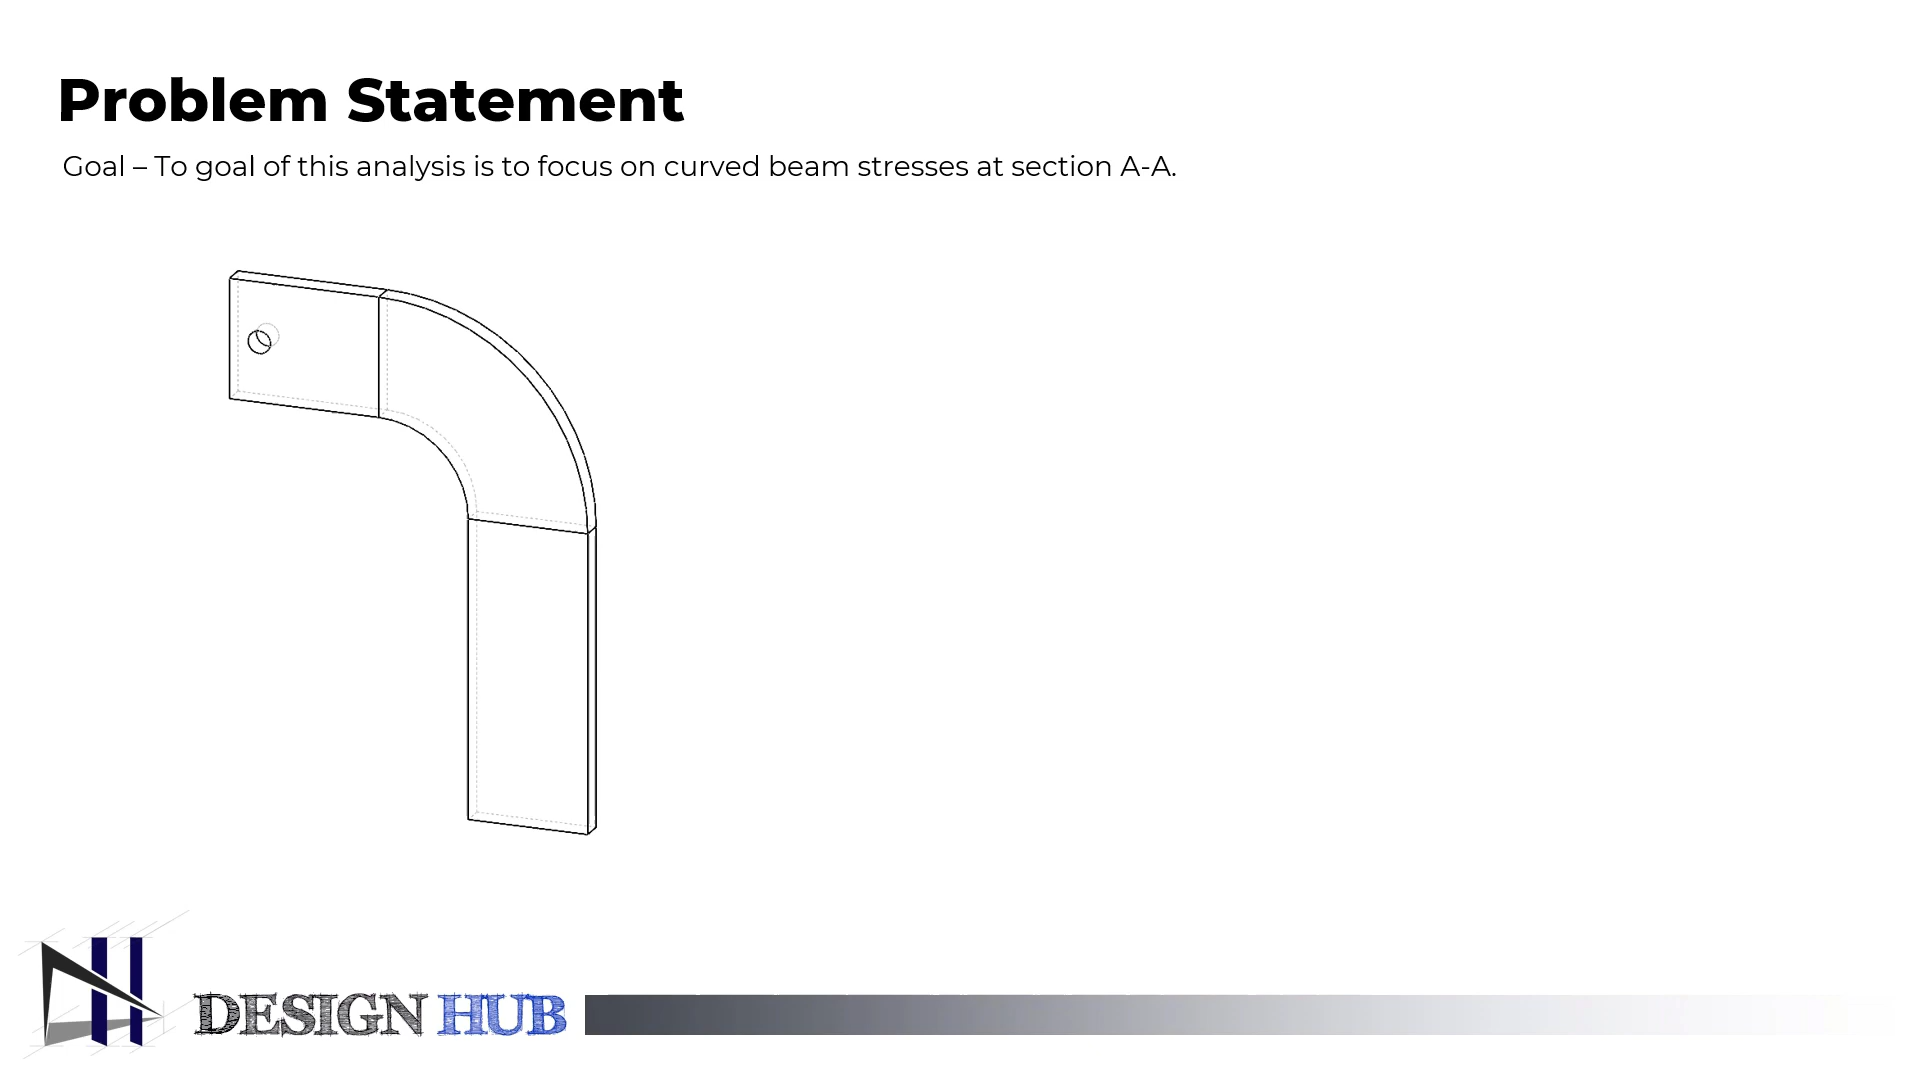 Problem Statement
Goal – To goal of this analysis is to focus on curved beam stresses at section A-A.
DESIGN HUB